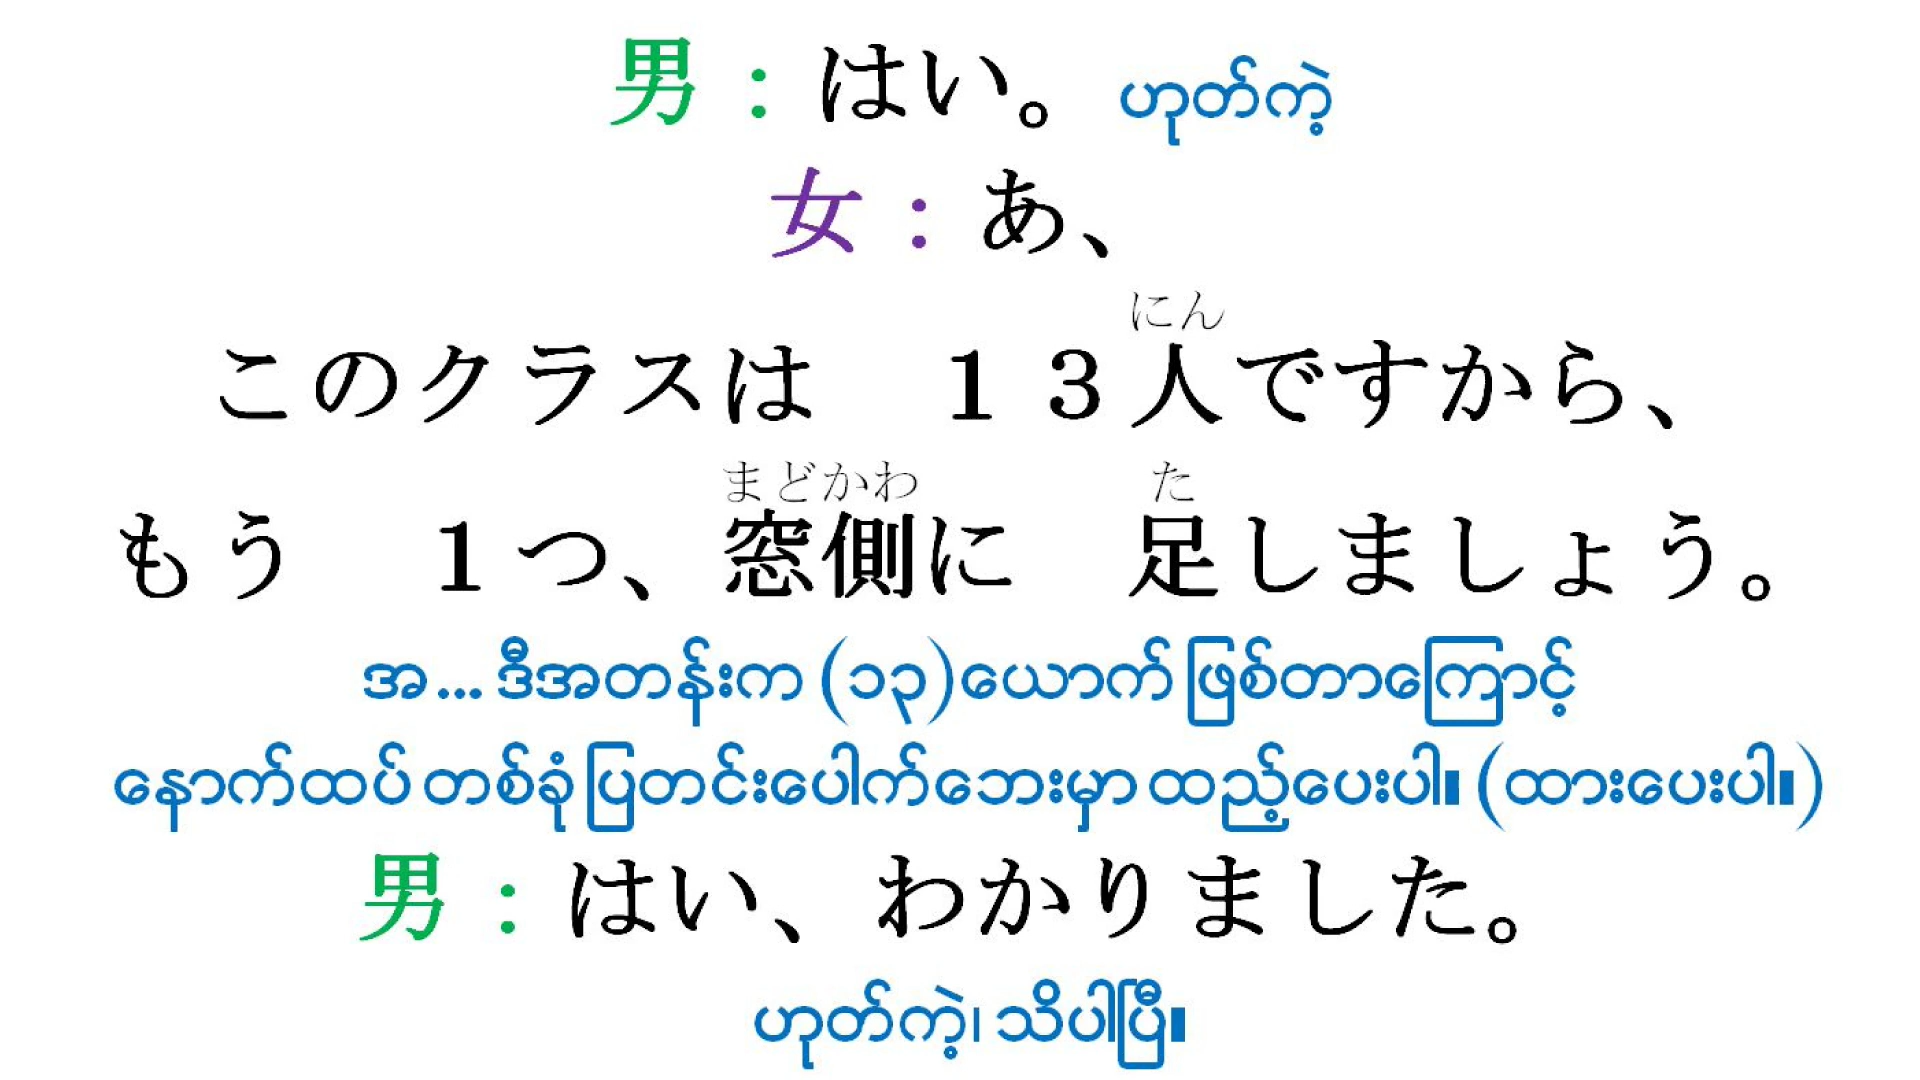 男：はい。 ဟုတ်ကဲ့
女：あ、
にん
このクラスは　１３人ですから、
まどかわ　た
もう　１つ、窓側に　足しましょう。
အ... ဒီအတန်းက (၁၃)ယောက် ဖြစ်တာကြောင့်
နောက်ထပ် တစ်ခုံ ပြတင်းပေါက်ဘေးမှာ ထည့်ပေးပါ။ (ထားပေးပါ။)
男：はい、わかりました。
ဟုတ်ကဲ့၊ သိပါပြီ။